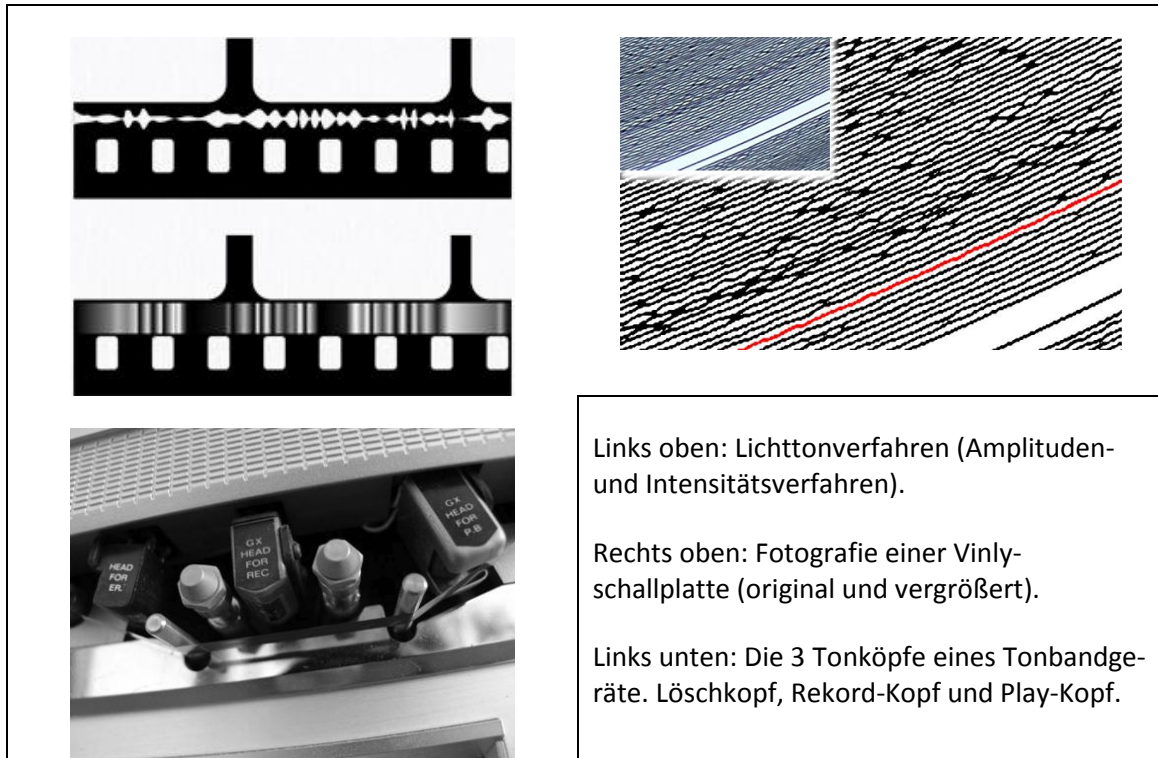 HEAD
FOR
ER.
GX
HEAD
FOR
REC.
GX
HEAD
FOR
P.B
Links oben: Lichttonverfahren (Amplituden-
und Intensitätsverfahren).
Rechts oben: Fotografie einer Vinly-
schallplatte (original und vergrößert).
Links unten: Die 3 Tonköpfe eines Tonbandge-
räte. Löschkopf, Rekord-Kopf und Play-Kopf.